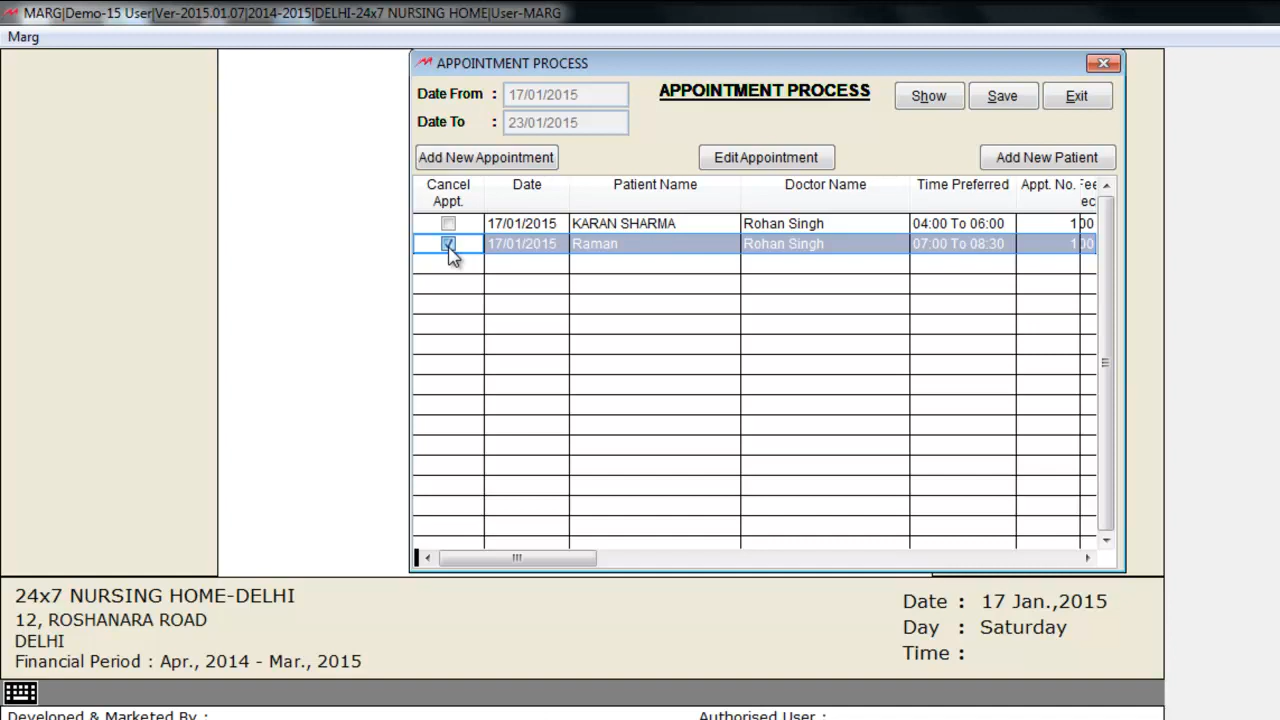 MARG|Demo-15 User|Ver-2015.01.07|2014-2015|DELHI-24x7 NURSING HOME|User-MARG
Marg
APPOINTMENT PROCESS
Date From : 17/01/2015
APPOINTMENT PROCESS
Show Save Exit
Date To : 23/01/2015
Add New Appointment Edit Appointment Add New Patient
Cancel Appt. Date Patient Name Doctor Name Time Preferred Appt. No.
17/01/2015 KARAN SHARMA Rohan Singh 04:00 To 06:00 1 00
17/01/2015 Raman Rohan Singh 07:00 To 08:30 1 00
24x7 NURSING HOME-DELHI
12, ROSHANARA ROAD
DELHI
Financial Period : Apr., 2014 - Mar., 2015
Date : 17 Jan.,2015
Day : Saturday
Time :
Developed & Marketed By :
Authorised User :